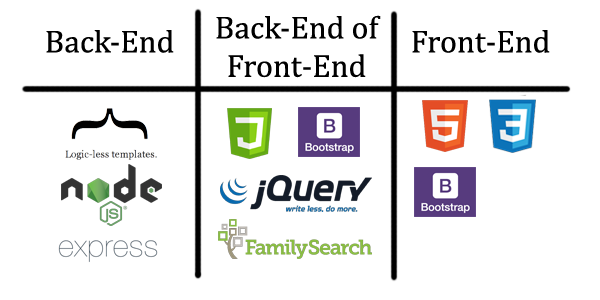 Back-End
Back-End of
Front-End
Front-End
Logic-less templates.
node
JS
express
J
B
Bootstrap
jQuery
write less, do more.
FamilySearch
5
3
B
Bootstrap